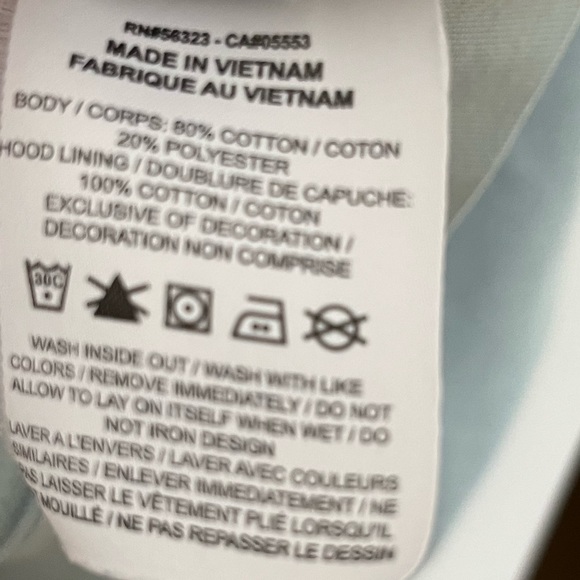 RN#56323 - CA#05553
MADE IN VIETNAM
FABRIQUE AU VIETNAM
BODY / CORPS: 80% COTTON / COTON
20% POLYESTER
HOOD LINING / DOUBLURE DE CAPUCHE:
100% COTTON / COTON
EXCLUSIVE OF DECORATION /
DECORATION NON COMPRISE
30C
WASH INSIDE OUT / WASH WITH LIKE
COLORS / REMOVE IMMEDIATELY / DO NOT
ALLOW TO LAY ON ITSELF WHEN WET / DO
NOT IRON DESIGN
LAVER A L'ENVERS / LAVER AVEC COULEURS
SIMILAIRES / ENLEVER IMMEDIATEMENT / NE
PAS LAISSER LE VÊTEMENT PLIÉ LORSQU'IL
MOUILLÉ / NE PAS REPASSER LE DESSIN